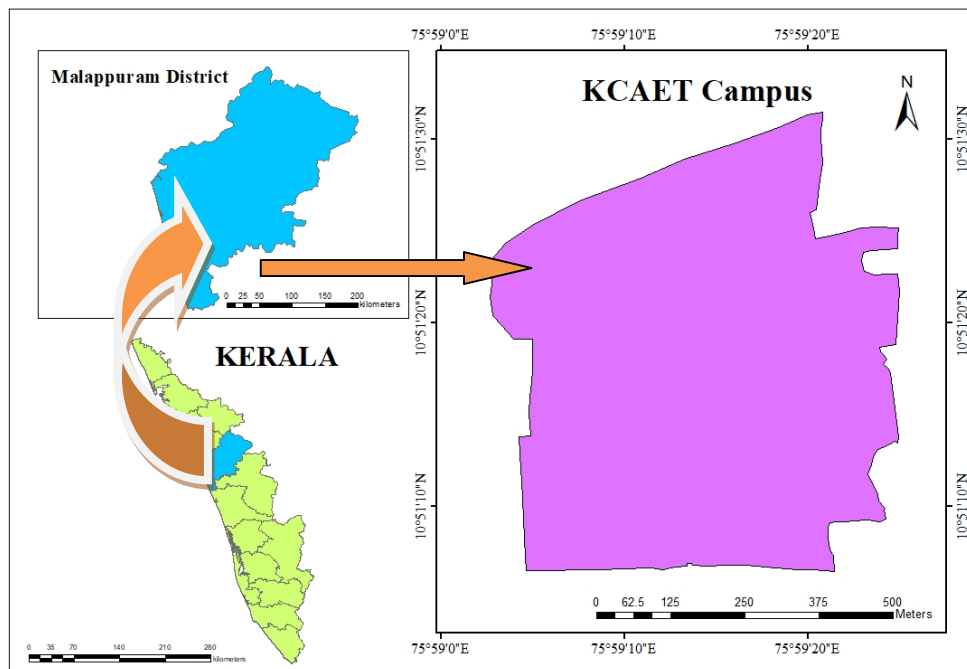 75°59'0"E 75°59'10"E 75°59'20"E
Malappuram District
KCAET Campus
N
10°51'30"N 10°51'30"N
0 25 50 100 150 200
kilometers
10°51'20"N 10°51'20"N
KERALA
10°51'10"N 10°51'10"N
0 62.5 125 250 375 500
Meters
0 35 70 140 210 280
kilometers
75°59'0"E 75°59'10"E 75°59'20"E